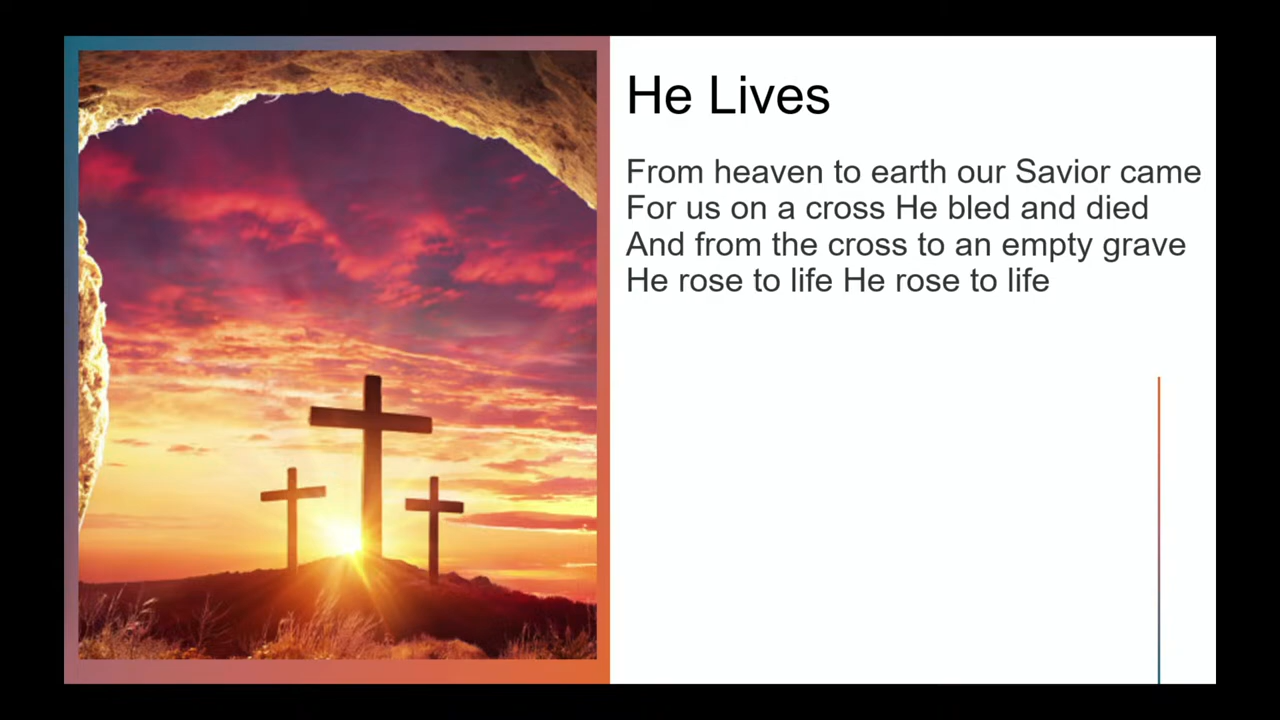 He Lives
From heaven to earth our Savior came
For us on a cross He bled and died
And from the cross to an empty grave
He rose to life He rose to life